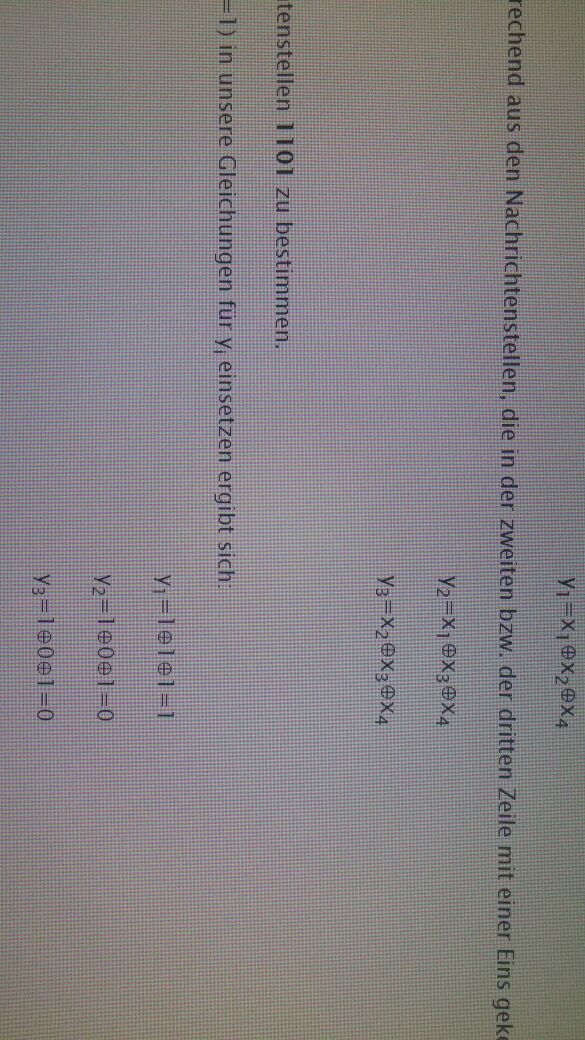 y₁=x₁⊕x₂⊕x₄
rechend aus den Nachrichtenstellen, die in der zweiten bzw. der dritten Zeile mit einer Eins gek
y₂=x₁⊕x₃⊕x₄
y₃=x₂⊕x₃⊕x₄
tenstellen 1101 zu bestimmen.
=1) in unsere Gleichungen für yᵢ einsetzen ergibt sich:
y₁=1⊕1⊕1=1
y₂=1⊕0⊕1=0
y₃=1⊕0⊕1=0